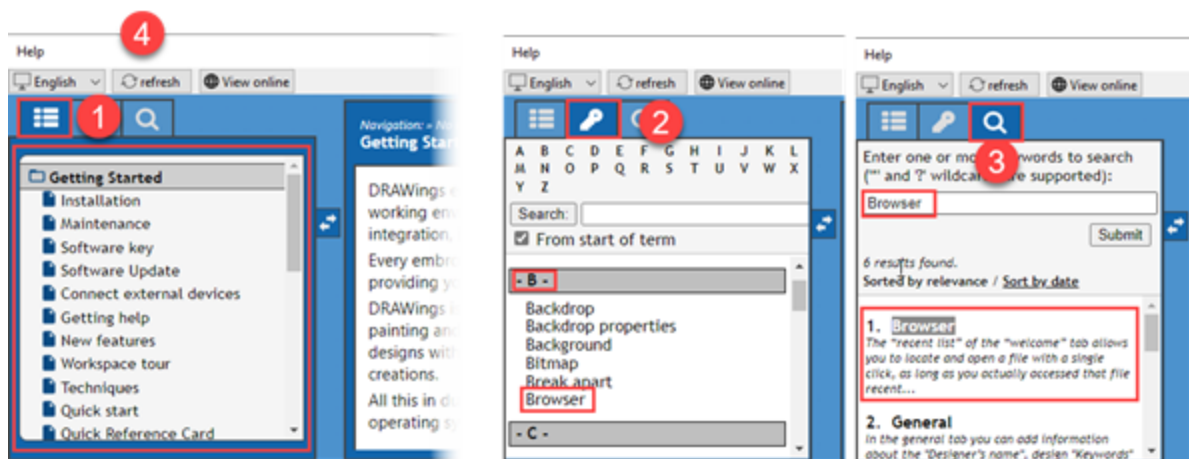 4
Help
English
refresh
View online
1
Navigation: »
Getting Star
Getting Started
Installation
Maintenance
Software key
Software Update
Connect external devices
Getting help
New features
Workspace tour
Techniques
Quick start
Quick Reference Card
DRAWings
working en
integration,
Every embro
providing y
DRAWings
painting and
designs with
creations.
All this in
operating sy
Help
English
refresh
View online
2
A B C D E F G H I J K L
M N O P Q R S T U V W X
Y Z
Search:
From start of term
- B -
Backdrop
Backdrop properties
Background
Bitmap
Break apart
Browser
- C -
Help
English
refresh
View online
3
Enter one or mo ywords to search
('*' and '?' wildca re supported):
Browser
Submit
6 results found.
Sorted by relevance / Sort by date
1. Browser
The "recent list" of the "welcome" tab allows
you to locate and open a file with a single
click, as long as you actually accessed that file
recent...
2. General
In the general tab you can add information
about the "Designer's name", design "Keywords"